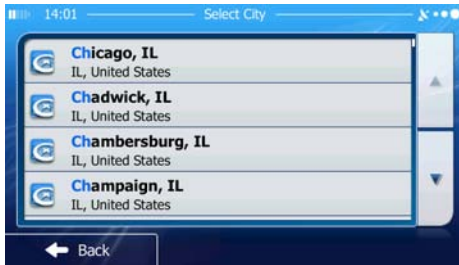 14:01
Select City
Chicago, IL
IL, United States
Chadwick, IL
IL, United States
Chambersburg, IL
IL, United States
Champaign, IL
IL, United States
Back